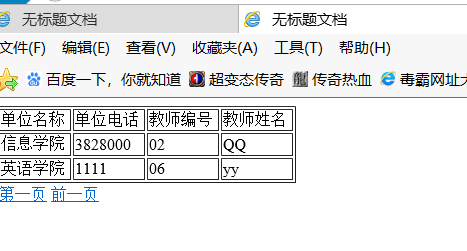 无标题文档 无标题文档
文件(F) 编辑(E) 查看(V) 收藏夹(A) 工具(T) 帮助(H)
百度一下，你就知道 超变态传奇 传奇热血 毒霸网址大
单位名称 单位电话 教师编号 教师姓名
信息学院 3828000 02 QQ
英语学院 1111 06 yy
第一页 前一页